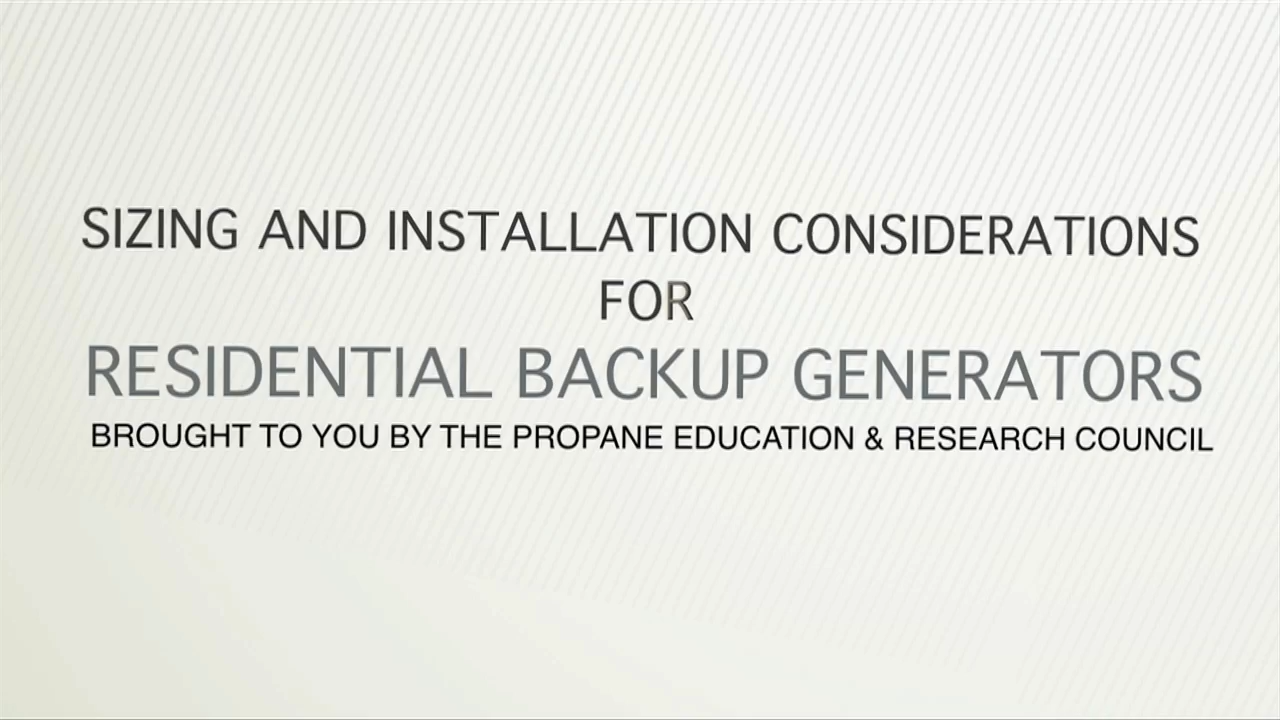 SIZING AND INSTALLATION CONSIDERATIONS
FOR
RESIDENTIAL BACKUP GENERATORS
BROUGHT TO YOU BY THE PROPANE EDUCATION & RESEARCH COUNCIL